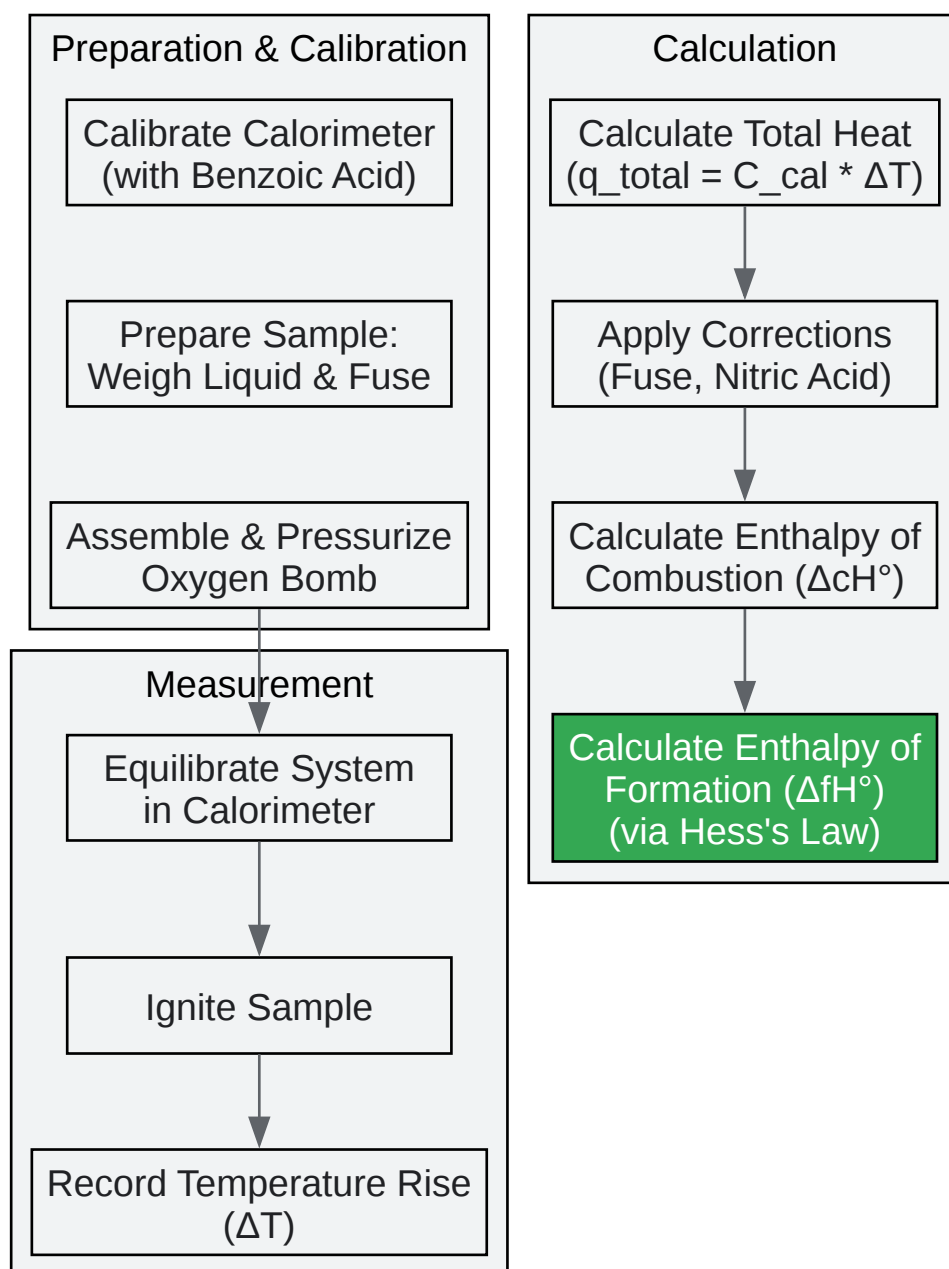 Preparation & Calibration
Calibrate Calorimeter
(with Benzoic Acid)
Prepare Sample:
Weigh Liquid & Fuse
Assemble & Pressurize
Oxygen Bomb
Measurement
Equilibrate System
in Calorimeter
Ignite Sample
Record Temperature Rise
(ΔT)
Calculation
Calculate Total Heat
(q_total = C_cal * ΔT)
Apply Corrections
(Fuse, Nitric Acid)
Calculate Enthalpy of
Combustion (ΔcH°)
Calculate Enthalpy of
Formation (ΔfH°)
(via Hess's Law)